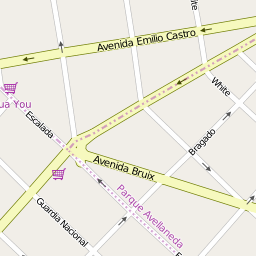 Avenida Emilio Castro
White
ua You
Escalada
Bragado
Avenida Bruix
Parque Avellaneda
Guardia Nacional